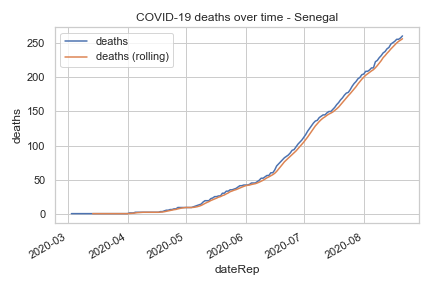 COVID-19 deaths over time - Senegal
deaths
deaths (rolling)
250
200
150
100
50
0
deaths
2020-03
2020-04
2020-05
2020-06
2020-07
2020-08
dateRep